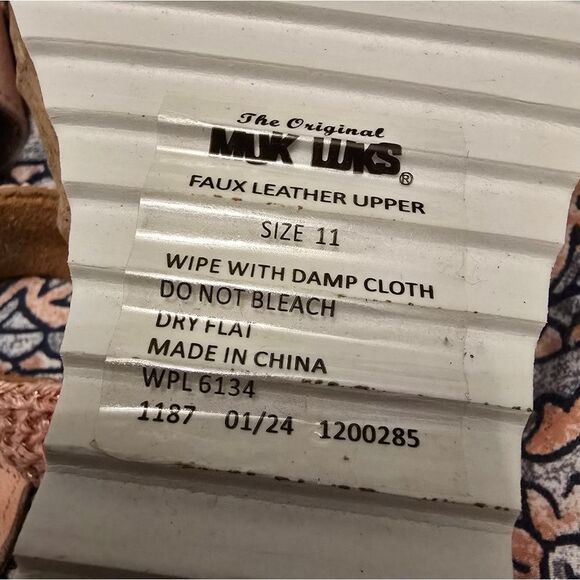 The Original
MUK LUKS®
FAUX LEATHER UPPER
SIZE 11
WIPE WITH DAMP CLOTH
DO NOT BLEACH
DRY FLAT
MADE IN CHINA
WPL 6134
1187 01/24 1200285